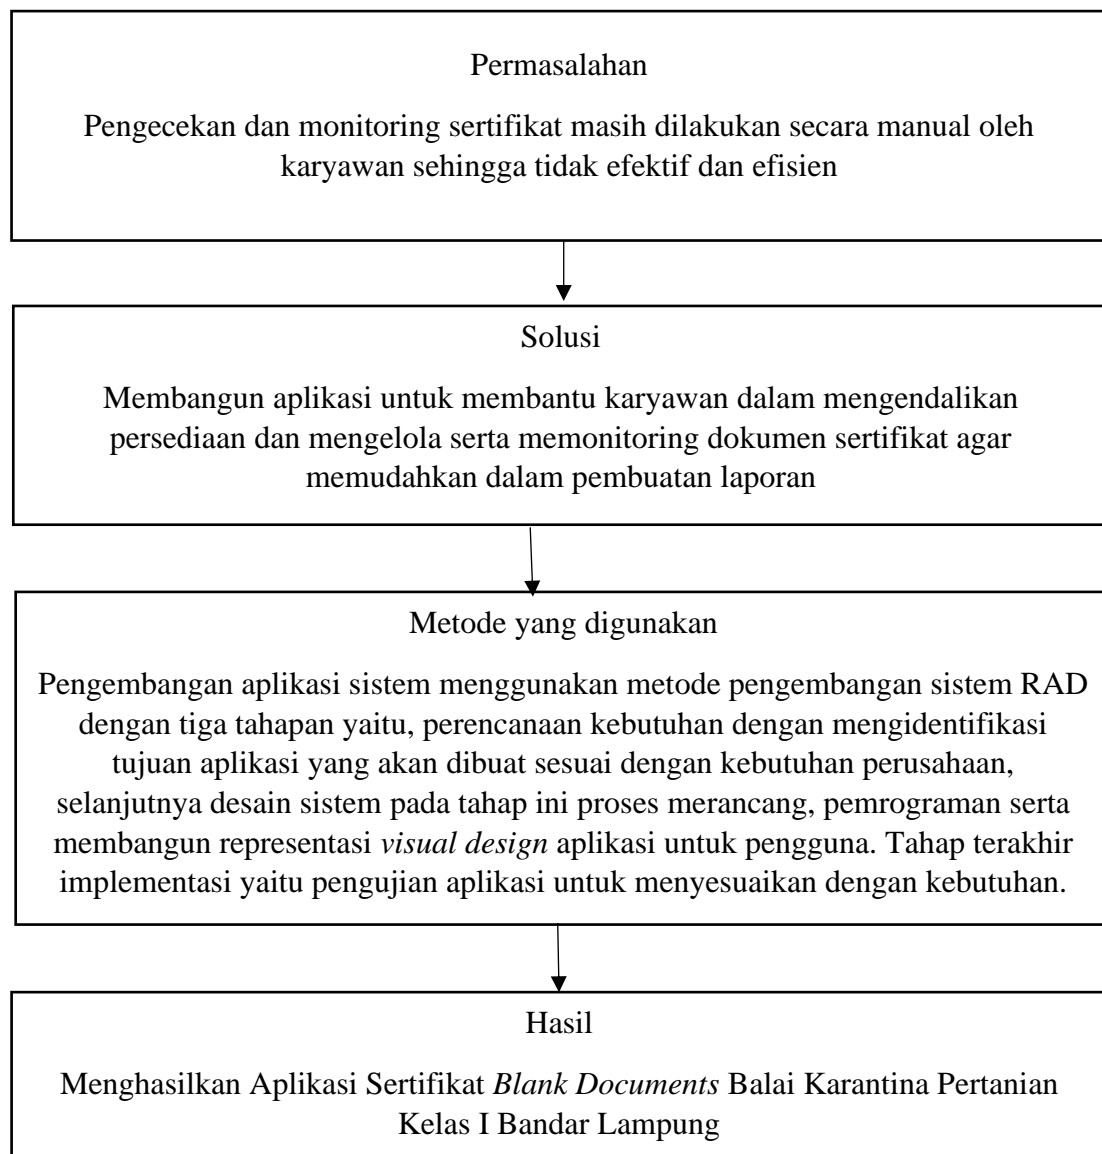 Permasalahan
Pengecekan dan monitoring sertifikat masih dilakukan secara manual oleh
karyawan sehingga tidak efektif dan efisien
Solusi
Membangun aplikasi untuk membantu karyawan dalam mengendalikan
persediaan dan mengelola serta memonitoring dokumen sertifikat agar
memudahkan dalam pembuatan laporan
Metode yang digunakan
Pengembangan aplikasi sistem menggunakan metode pengembangan sistem RAD
dengan tiga tahapan yaitu, perencanaan kebutuhan dengan mengidentifikasi
tujuan aplikasi yang akan dibuat sesuai dengan kebutuhan perusahaan,
selanjutnya desain sistem pada tahap ini proses merancang, pemrograman serta
membangun representasi visual design aplikasi untuk pengguna. Tahap terakhir
implementasi yaitu pengujian aplikasi untuk menyesuaikan dengan kebutuhan.
Hasil
Menghasilkan Aplikasi Sertifikat Blank Documents Balai Karantina Pertanian
Kelas I Bandar Lampung